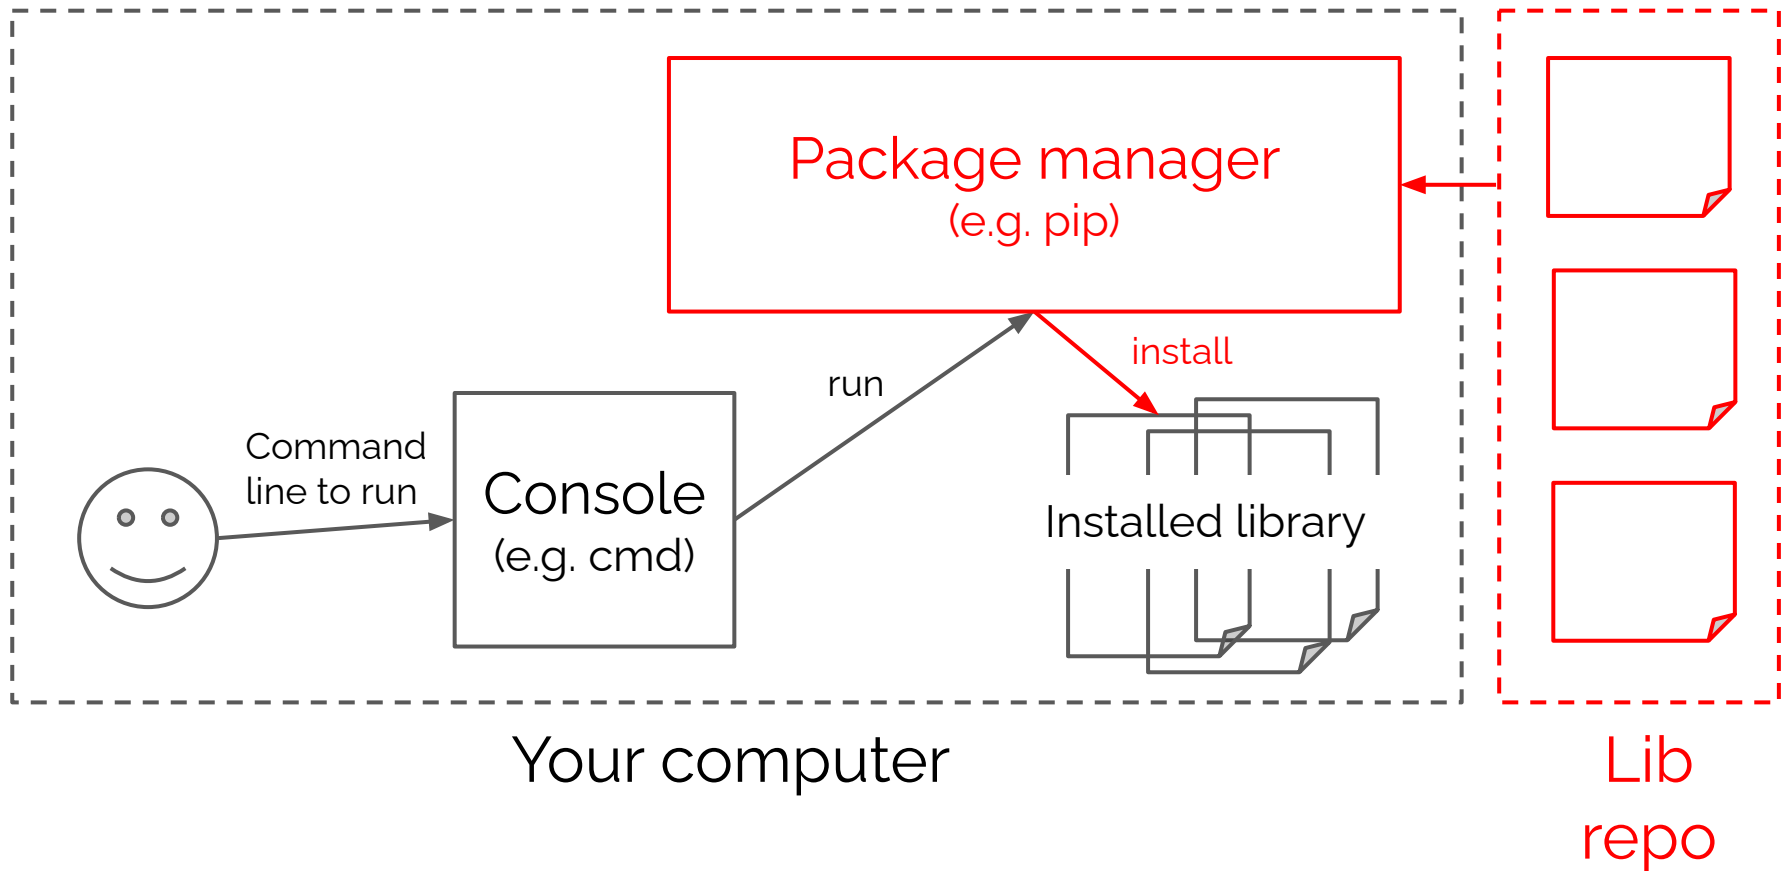 Package manager
(e.g. pip)
install
run
Command
line to run
Console
(e.g. cmd)
Installed library
Your computer
Lib
repo